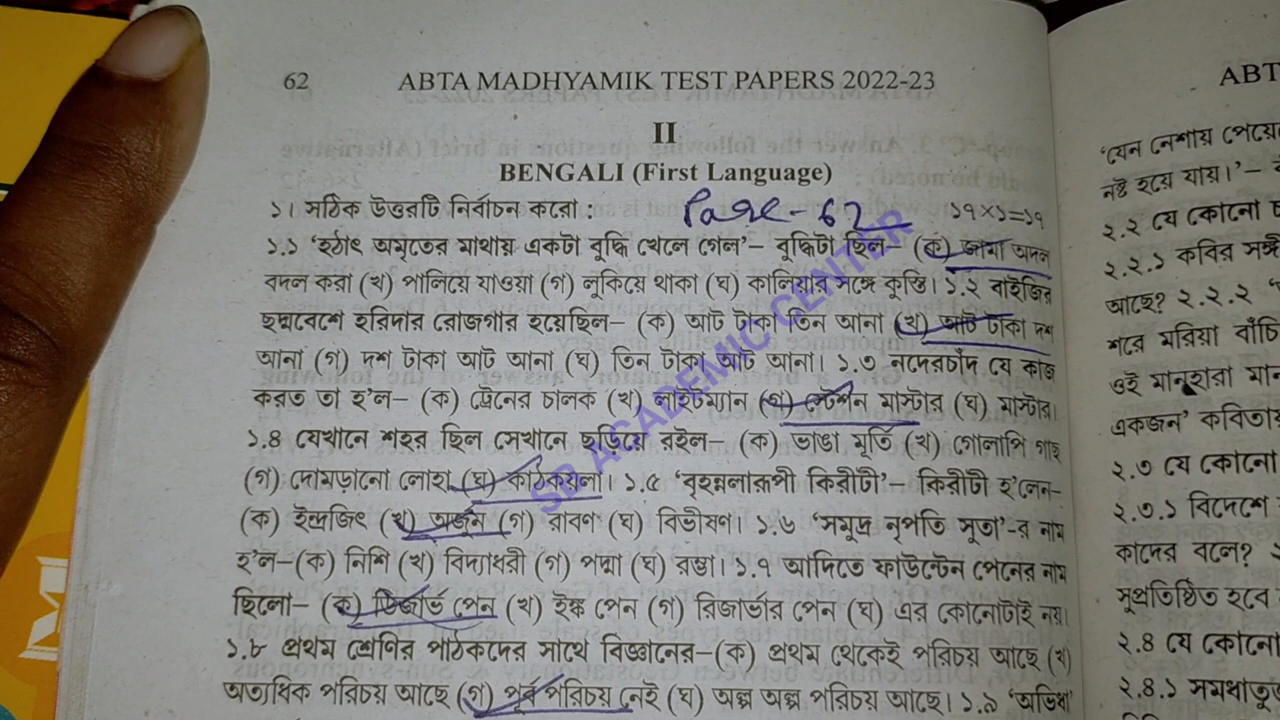 62 ABTA MADHYAMIK TEST PAPERS 2022-23
II
BENGALI (First Language)
১। সঠিক উত্তরটি নির্বাচন করো : Page - 62 ১৭×১=১৭
১.১ ‘হঠাৎ অমৃতের মাথায় একটা বুদ্ধি খেলে গেল’– বুদ্ধিটা ছিল– (ক) জামা অদল
বদল করা (খ) পালিয়ে যাওয়া (গ) লুকিয়ে থাকা (ঘ) কালিয়ার সঙ্গে কুস্তি। ১.২ বাইজির
ছদ্মবেশে হরিদার রোজগার হয়েছিল– (ক) আট টাকা তিন আনা (খ) আট টাকা দশ
আনা (গ) দশ টাকা আট আনা (ঘ) তিন টাকা আট আনা। ১.৩ নদেরচাঁদ যে কাজ
করত তা হ’ল– (ক) ট্রেনের চালক (খ) লাইটম্যান (গ) স্টেশন মাস্টার (ঘ) মাস্টার।
১.৪ যেখানে শহর ছিল সেখানে ছড়িয়ে রইল– (ক) ভাঙা মূর্তি (খ) গোলাপি গাছ
(গ) দোমড়ানো লোহা (ঘ) কাঠকয়লা। ১.৫ ‘বৃহন্নলারূপী কিরীটী’– কিরীটী হ’লেন–
(ক) ইন্দ্রজিৎ (খ) অর্জুন (গ) রাবণ (ঘ) বিভীষণ। ১.৬ ‘সমুদ্র নৃপতি সুতা’-র নাম
হ’ল–(ক) নিশি (খ) বিদ্যাধরী (গ) পদ্মা (ঘ) রম্ভা। ১.৭ আদিতে ফাউন্টেন পেনের নাম
ছিলো– (ক) রিজার্ভ পেন (খ) ইঙ্ক পেন (গ) রিজার্ভার পেন (ঘ) এর কোনোটাই নয়।
১.৮ প্রথম শ্রেণির পাঠকদের সাথে বিজ্ঞানের–(ক) প্রথম থেকেই পরিচয় আছে (খ)
অত্যধিক পরিচয় আছে (গ) পূর্ব পরিচয় নেই (ঘ) অল্প অল্প পরিচয় আছে। ১.৯ ‘অভিধা’
SB ACADEMIC CENTER
ABT
‘যেন নেশায় পেয়ে
নষ্ট হয়ে যায়।’–
২.২ যে কোনো
২.২.১ কবির সঙ্গ
আছে? ২.২.২
শরে মরিয়া বাঁচি
ওই মানুহারা মান
একজন’ কবিতায়
২.৩ যে কোনো
২.৩.১ বিদেশে
কাদের বলে?
সুপ্রতিষ্ঠিত হবে
২.৪ যে কোনো
২.৪.১ সমধাতু